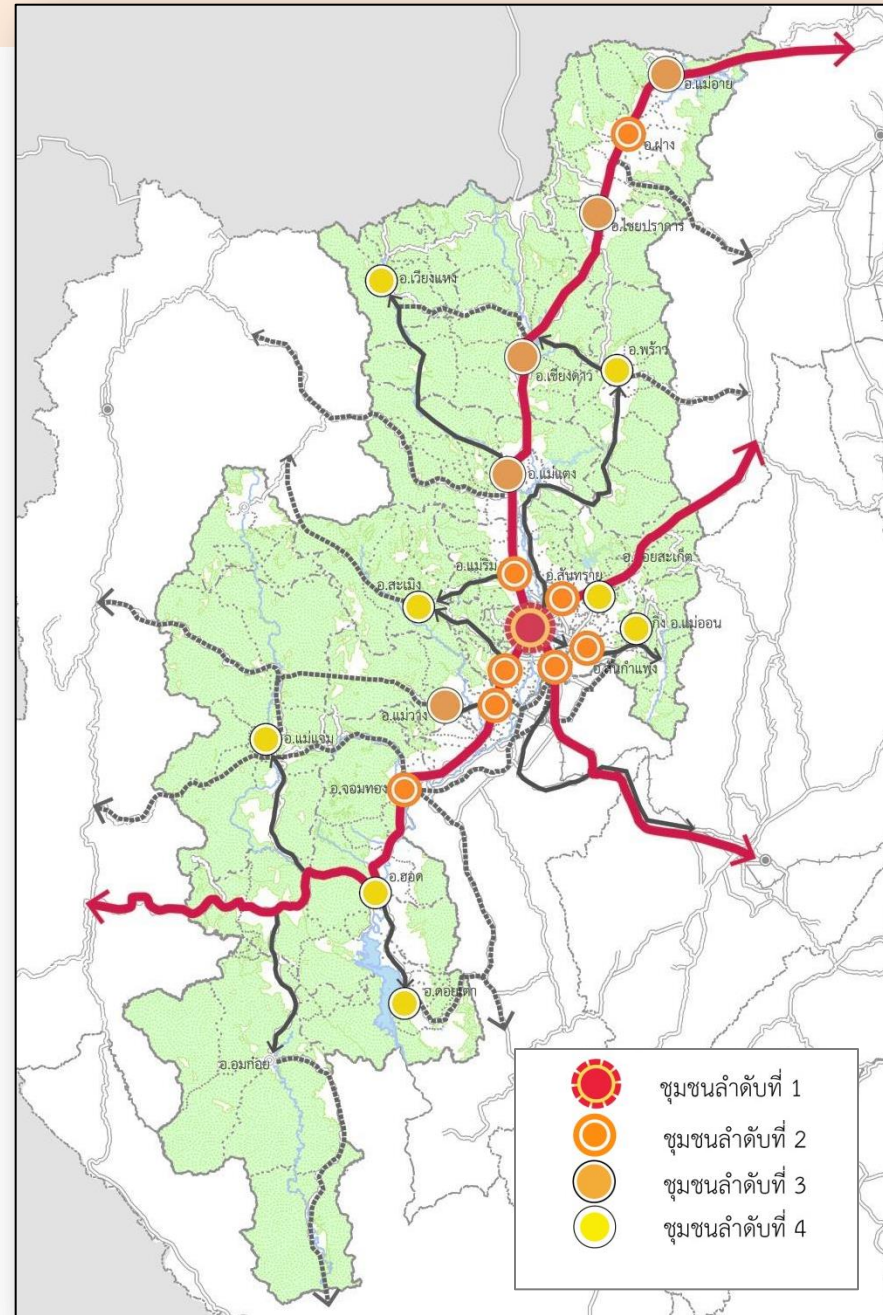 อ.แม่อาย
อ.ฝาง
อ.ไชยปราการ
อ.เวียงแหง
อ.พร้าว
อ.เชียงดาว
อ.แม่แตง
อ.แม่ริม
อ.ดอยสะเก็ด
อ.สันทราย
อ.สะเมิง
กิ่ง อ.แม่ออน
อ.สันกำแพง
อ.แม่วาง
อ.แม่แจ่ม
อ.จอมทอง
อ.ฮอด
อ.ดอยเต่า
อ.อมก๋อย
ชุมชนลำดับที่ 1
ชุมชนลำดับที่ 2
ชุมชนลำดับที่ 3
ชุมชนลำดับที่ 4